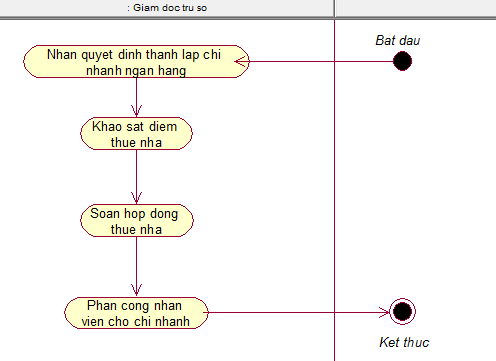 : Giam doc tru so
Bat dau
Nhan quyet dinh thanh lap chi
nhanh ngan hang
Khao sat diem
thue nha
Soan hop dong
thue nha
Phan cong nhan
vien cho chi nhanh
Ket thuc